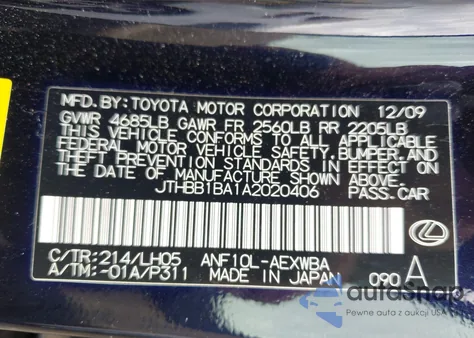 MFD. BY: TOYOTA MOTOR CORPORATION 12/09
GVWR 4685LB GAWR FR 2560LB RR 2205LB
THIS VEHICLE CONFORMS TO ALL APPLICABLE
FEDERAL MOTOR VEHICLE SAFETY, BUMPER, AND
THEFT PREVENTION STANDARDS IN EFFECT ON
THE DATE OF MANUFACTURE SHOWN ABOVE.
JTHBB1BA1A2020406 PASS.CAR
C/TR: 214/LH05 ANF10L-AEXWBA
A/TM: -01A/P311 MADE IN JAPAN 090 A
autoSnap
Pewne auta z aukcji w USA